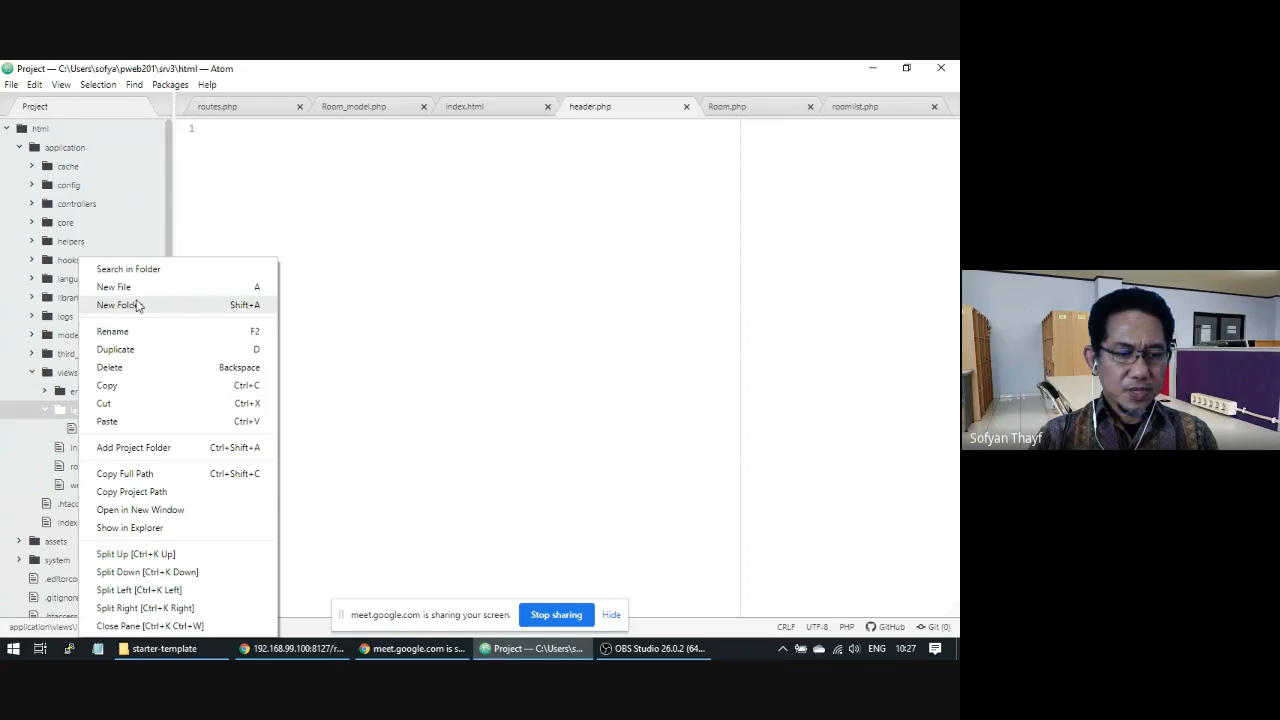 Project — C:\Users\sofya\pweb201\srv3\html — Atom
File Edit View Selection Find Packages Help
Project routes.php Room_model.php index.html header.php Room.php roomlist.php
html
1
application
cache
config
controllers
core
helpers
hooks
Search in Folder
New File A
New Folder Shift+A
logs
Rename F2
Duplicate D
Delete Backspace
Copy Ctrl+C
Cut Ctrl+X
Paste Ctrl+V
Add Project Folder Ctrl+Shift+A
Copy Full Path Ctrl+Shift+C
Copy Project Path
Open in New Window
Show in Explorer
assets
system
Split Up [Ctrl+K Up]
Split Down [Ctrl+K Down]
Split Left [Ctrl+K Left]
Split Right [Ctrl+K Right]
Close Pane [Ctrl+K Ctrl+W]
meet.google.com is sharing your screen. Stop sharing Hide
CRLF UTF-8 PHP GitHub Git (0)
starter-template 192.168.99.100:8127/r... meet.google.com is s... Project — C:\Users\s... OBS Studio 26.0.2 (64... ENG 10:27
Sofyan Thayf